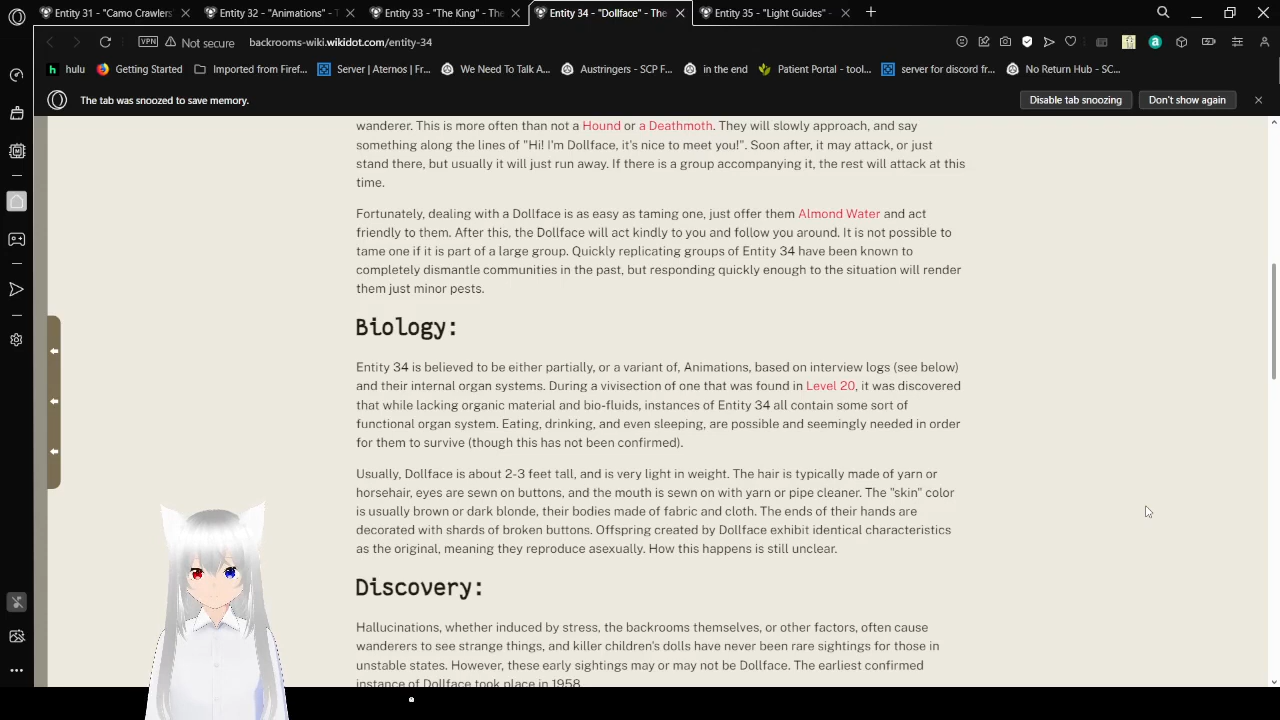 Entity 31 - "Camo Crawlers"
Entity 32 - "Animations" - T
Entity 33 - "The King" - The
Entity 34 - "Dollface" - The
Entity 35 - "Light Guides" -
VPN
Not secure
backrooms-wiki.wikidot.com/entity-34
hulu
Getting Started
Imported from Firef...
Server | Aternos | Fr...
We Need To Talk A...
Austringers - SCP F...
in the end
Patient Portal - tool...
server for discord fr...
No Return Hub - SC...
The tab was snoozed to save memory.
Disable tab snoozing
Don't show again
wanderer. This is more often than not a Hound or a Deathmoth. They will slowly approach, and say
something along the lines of "Hi! I'm Dollface, it's nice to meet you!". Soon after, it may attack, or just
stand there, but usually it will just run away. If there is a group accompanying it, the rest will attack at this
time.
Fortunately, dealing with a Dollface is as easy as taming one, just offer them Almond Water and act
friendly to them. After this, the Dollface will act kindly to you and follow you around. It is not possible to
tame one if it is part of a large group. Quickly replicating groups of Entity 34 have been known to
completely dismantle communities in the past, but responding quickly enough to the situation will render
them just minor pests.
Biology:
Entity 34 is believed to be either partially, or a variant of, Animations, based on interview logs (see below)
and their internal organ systems. During a vivisection of one that was found in Level 20, it was discovered
that while lacking organic material and bio-fluids, instances of Entity 34 all contain some sort of
functional organ system. Eating, drinking, and even sleeping, are possible and seemingly needed in order
for them to survive (though this has not been confirmed).
Usually, Dollface is about 2-3 feet tall, and is very light in weight. The hair is typically made of yarn or
horsehair, eyes are sewn on buttons, and the mouth is sewn on with yarn or pipe cleaner. The "skin" color
is usually brown or dark blonde, their bodies made of fabric and cloth. The ends of their hands are
decorated with shards of broken buttons. Offspring created by Dollface exhibit identical characteristics
as the original, meaning they reproduce asexually. How this happens is still unclear.
Discovery:
Hallucinations, whether induced by stress, the backrooms themselves, or other factors, often cause
wanderers to see strange things, and killer children's dolls have never been rare sightings for those in
unstable states. However, these early sightings may or may not be Dollface. The earliest confirmed
instance of Dollface took place in 1958.